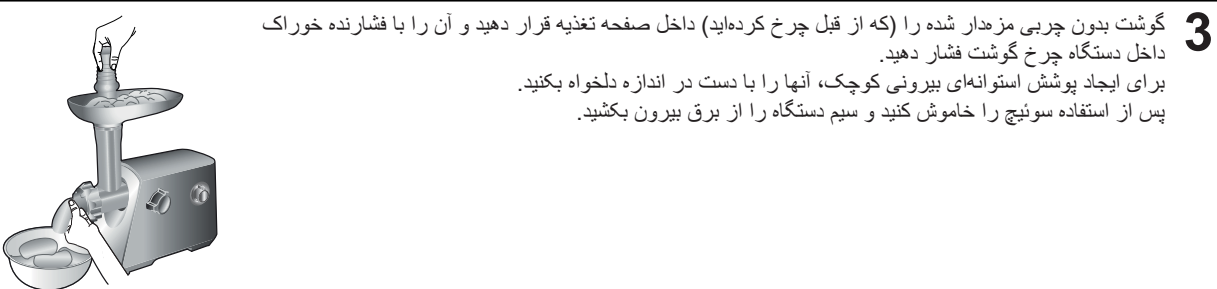 3 گوشت بدون چربی مزه‌دار شده را (که از قبل چرخ کرده‌اید) داخل صفحه تغذیه قرار دهید و آن را با فشارنده خوراک
داخل دستگاه چرخ گوشت فشار دهید.
برای ایجاد پوشش استوانه‌ای بیرونی کوچک، آنها را با دست در اندازه دلخواه بکنید.
پس از استفاده سوئیچ را خاموش کنید و سیم دستگاه را از برق بیرون بکشید.